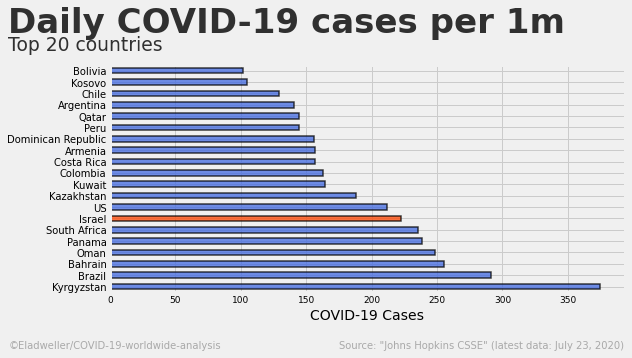 Daily COVID-19 cases per 1m
Top 20 countries
Bolivia
Kosovo
Chile
Argentina
Qatar
Peru
Dominican Republic
Armenia
Costa Rica
Colombia
Kuwait
Kazakhstan
US
Israel
South Africa
Panama
Oman
Bahrain
Brazil
Kyrgyzstan
0 50 100 150 200 250 300 350
COVID-19 Cases
©Eladweller/COVID-19-worldwide-analysis Source: "Johns Hopkins CSSE" (latest data: July 23, 2020)